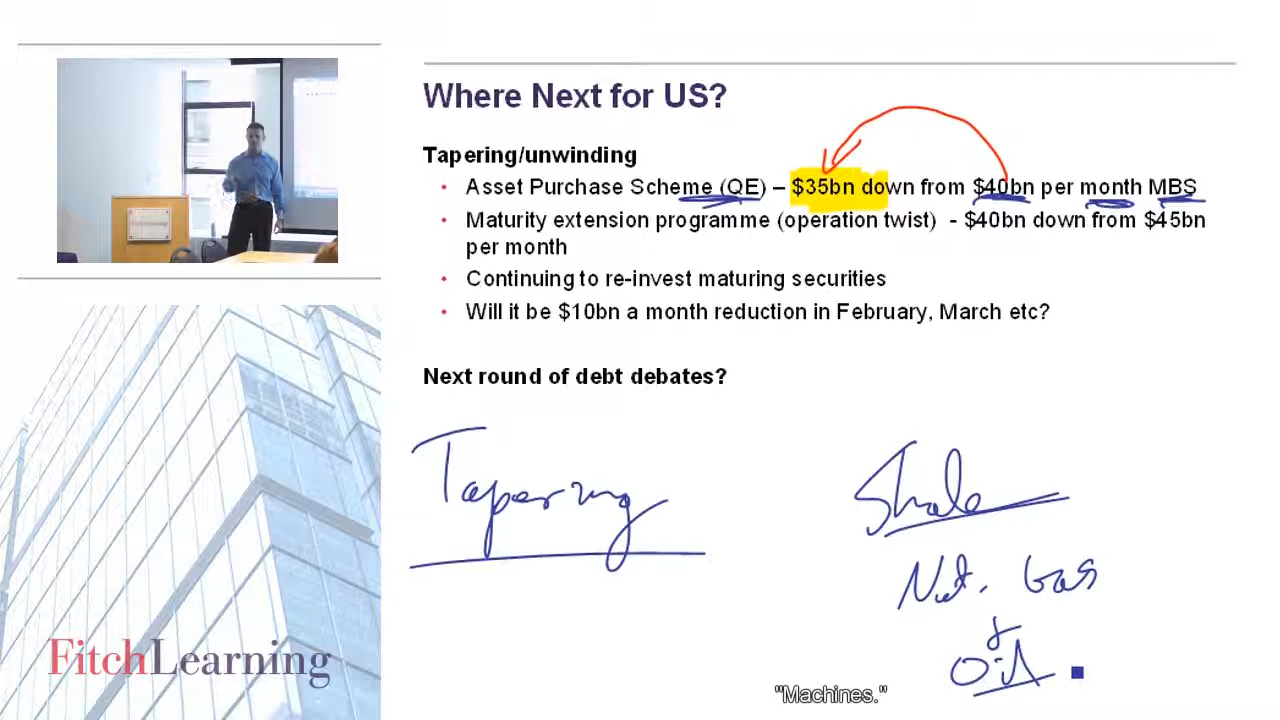 Where Next for US?
Tapering/unwinding
• Asset Purchase Scheme (QE) – $35bn down from $40bn per month MBS
• Maturity extension programme (operation twist) - $40bn down from $45bn
per month
• Continuing to re-invest maturing securities
• Will it be $10bn a month reduction in February, March etc?
Next round of debt debates?
Tapering
Shale
Nat. Gas
&
Oil
FitchLearning
"Machines."